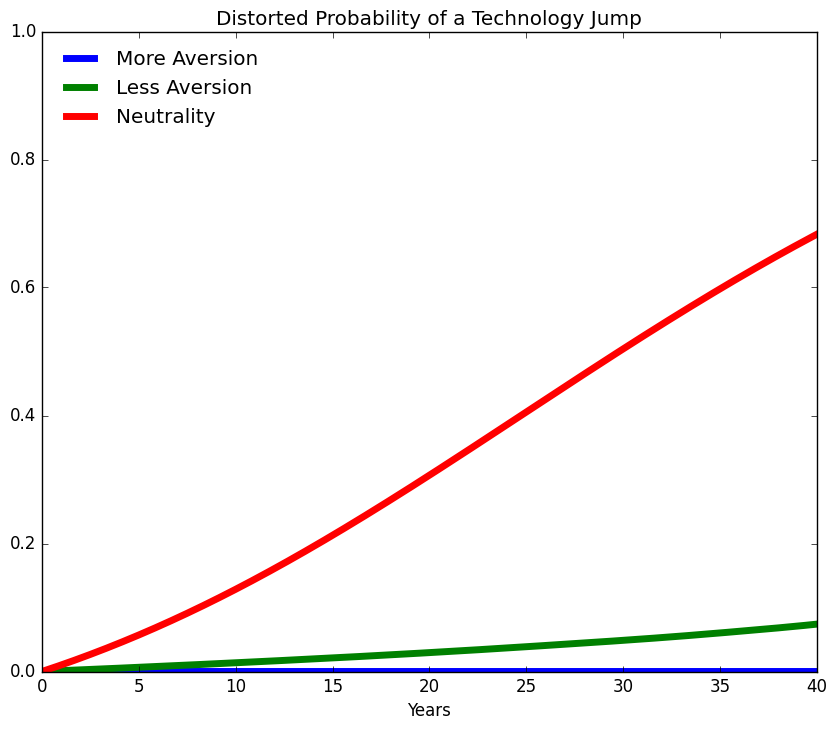 Distorted Probability of a Technology Jump
1.0
More Aversion
Less Aversion
Neutrality
0.8
0.6
0.4
0.2
0.0
0 5 10 15 20 25 30 35 40
Years